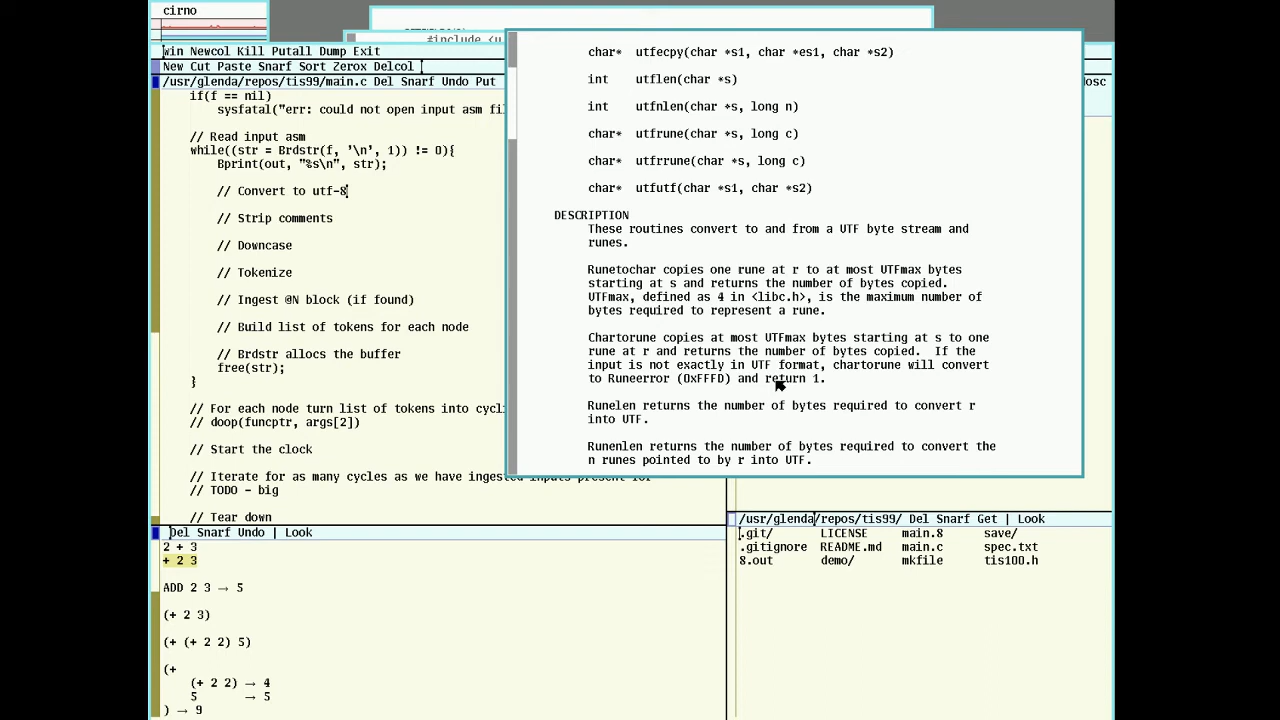 cirno
#include <u
Win Newcol Kill Putall Dump Exit
New Cut Paste Snarf Sort Zerox Delcol
/usr/glenda/repos/tis99/main.c Del Snarf Undo Put
if(f == nil)
sysfatal("err: could not open input asm fil
// Read input asm
while((str = Brdstr(f, '\n', 1)) != 0){
Bprint(out, "%s\n", str);
// Convert to utf-8
// Strip comments
// Downcase
// Tokenize
// Ingest @N block (if found)
// Build list of tokens for each node
// Brdstr allocs the buffer
free(str);
}
// For each node turn list of tokens into cycl
// doop(funcptr, args[2])
// Start the clock
// Iterate for as many cycles as we have ingested inputs present for
// TODO - big
// Tear down
char* utfecpy(char *s1, char *es1, char *s2)
int utflen(char *s)
int utfnlen(char *s, long n)
char* utfrune(char *s, long c)
char* utfrrune(char *s, long c)
char* utfutf(char *s1, char *s2)
DESCRIPTION
These routines convert to and from a UTF byte stream and
runes.
Runetochar copies one rune at r to at most UTFmax bytes
starting at s and returns the number of bytes copied.
UTFmax, defined as 4 in <libc.h>, is the maximum number of
bytes required to represent a rune.
Chartorune copies at most UTFmax bytes starting at s to one
rune at r and returns the number of bytes copied. If the
input is not exactly in UTF format, chartorune will convert
to Runeerror (0xFFFD) and return 1.
Runelen returns the number of bytes required to convert r
into UTF.
Runenlen returns the number of bytes required to convert the
n runes pointed to by r into UTF.
osc
Del Snarf Undo | Look
2 + 3
+ 2 3
ADD 2 3 → 5
(+ 2 3)
(+ (+ 2 2) 5)
(+
(+ 2 2) → 4
5 → 5
) → 9
/usr/glenda/repos/tis99/ Del Snarf Get | Look
.git/ LICENSE main.8 save/
.gitignore README.md main.c spec.txt
8.out demo/ mkfile tis100.h